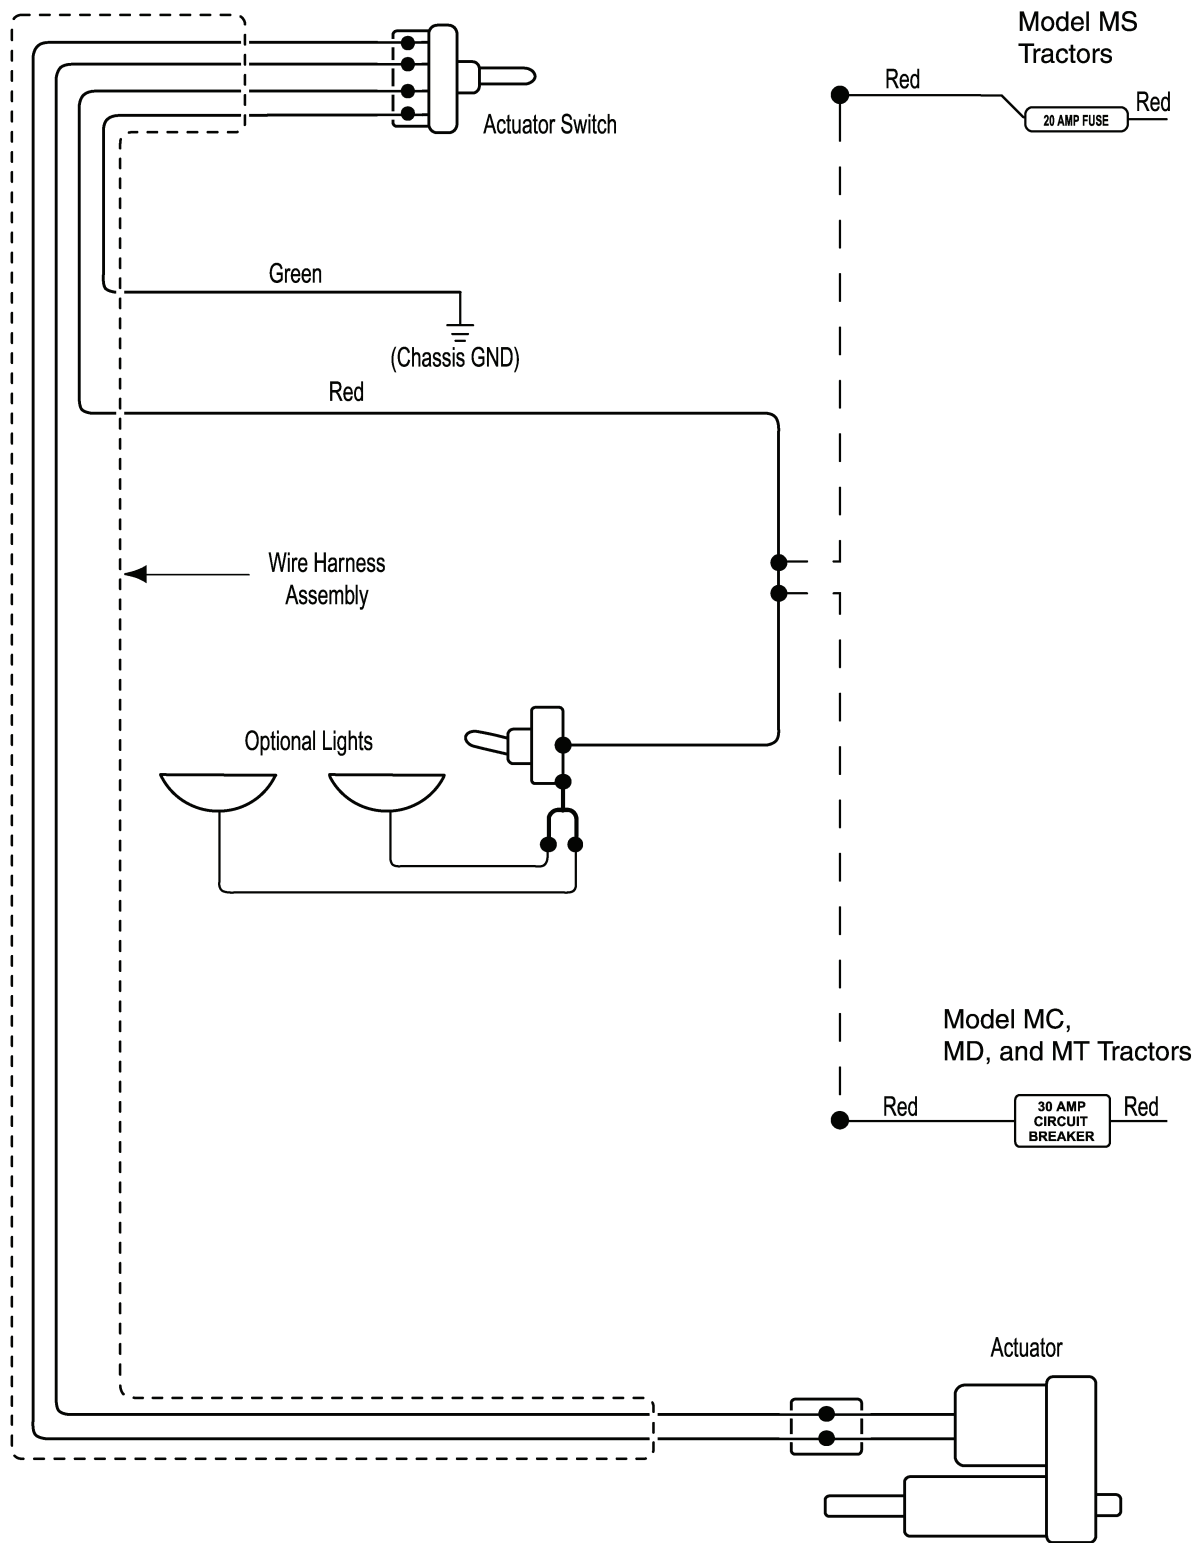 Model MS
Tractors
Red
Red
20 AMP FUSE
Actuator Switch
Green
(Chassis GND)
Red
Wire Harness
Assembly
Optional Lights
Model MC,
MD, and MT Tractors
Red
30 AMP
CIRCUIT
BREAKER
Red
Actuator